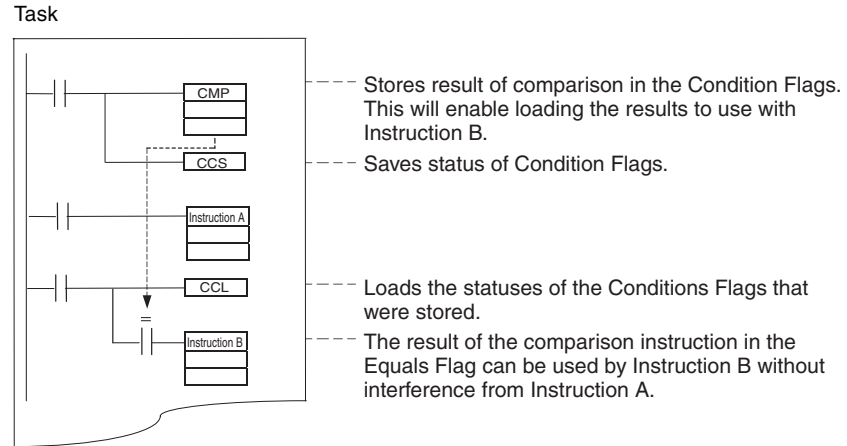 Task
CMP
Stores result of comparison in the Condition Flags.
This will enable loading the results to use with
Instruction B.
CCS
Saves status of Condition Flags.
Instruction A
CCL
Loads the statuses of the Conditions Flags that
were stored.
=
Instruction B
The result of the comparison instruction in the
Equals Flag can be used by Instruction B without
interference from Instruction A.